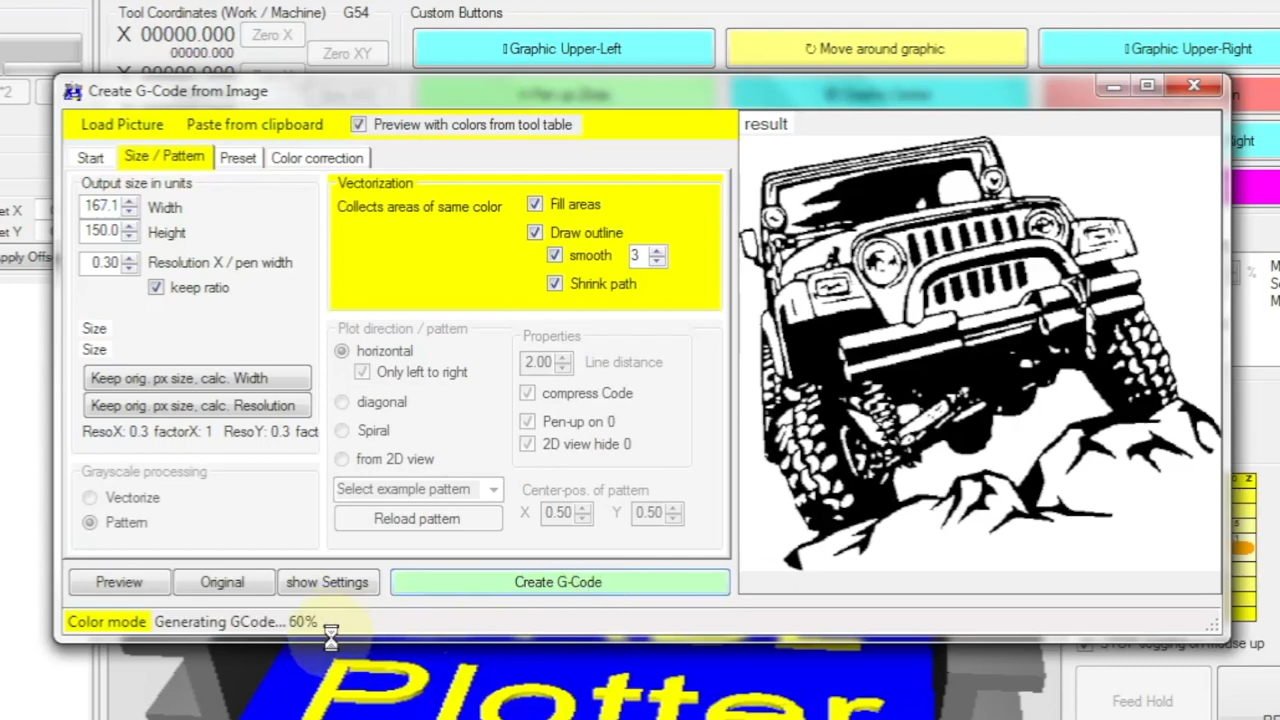 Tool Coordinates (Work / Machine) G54
Custom Buttons
X 00000.000 Zero X
00000.000
Zero XY
Graphic Upper-Left
Move around graphic
Graphic Upper-Right
Create G-Code from Image
Load Picture Paste from clipboard Preview with colors from tool table
result
Start Size / Pattern Preset Color correction
Output size in units
167.1 Width
150.0 Height
0.30 Resolution X / pen width
keep ratio
Size
Size
Keep orig. px size, calc. Width
Keep orig. px size, calc. Resolution
ResoX: 0.3 factorX: 1 ResoY: 0.3 fact
Grayscale processing
Vectorize
Pattern
Vectorization
Collects areas of same color
Fill areas
Draw outline
smooth 3
Shrink path
Plot direction / pattern
horizontal
Only left to right
diagonal
Spiral
from 2D view
Select example pattern
Reload pattern
Properties
2.00 Line distance
compress Code
Pen-up on 0
2D view hide 0
Center-pos. of pattern
X 0.50 Y 0.50
Preview Original show Settings Create G-Code
Color mode Generating GCode... 60%
Plotter
Feed Hold